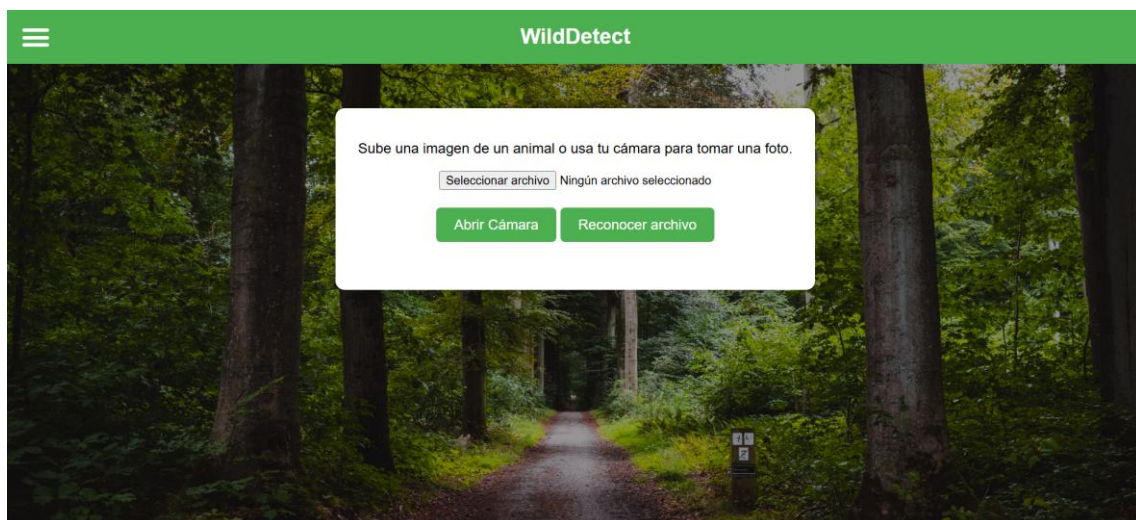 WildDetect
Sube una imagen de un animal o usa tu cámara para tomar una foto.
Seleccionar archivo Ningún archivo seleccionado
Abrir Cámara Reconocer archivo